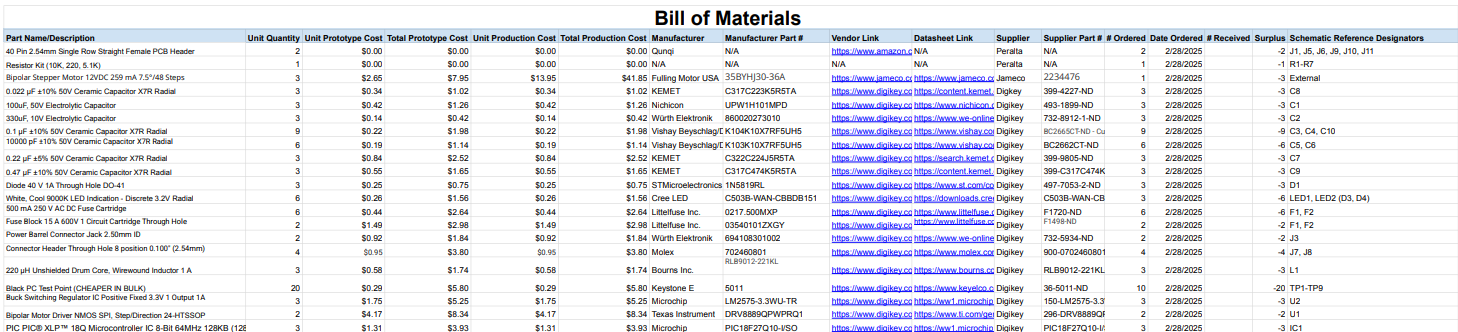 Bill of Materials
Part Name/Description Unit Quantity Unit Prototype Cost Total Prototype Cost Unit Production Cost Total Production Cost Manufacturer Manufacturer Part # Vendor Link Datasheet Link Supplier Supplier Part # # Ordered Date Ordered # Received Surplus Schematic Reference Designators
40 Pin 2.54mm Single Row Straight Female PCB Header 2 $0.00 $0.00 $0.00 $0.00 Qunqi N/A https://www.amazon.c N/A Peralta N/A 2 2/28/2025 -2 J1, J5, J6, J9, J10, J11
Resistor Kit (10K, 220, 5.1K) 1 $0.00 $0.00 $0.00 $0.00 N/A N/A N/A N/A Peralta N/A 1 2/28/2025 -1 R1-R7
Bipolar Stepper Motor 12VDC 259 mA 7.5°/48 Steps 3 $2.65 $7.95 $13.95 $41.85 Fulling Motor USA 35BYHJ30-36A https://www.jameco.cc https://www.jameco.c Jameco 2234476 1 2/28/2025 -3 External
0.022 µF ±10% 50V Ceramic Capacitor X7R Radial 3 $0.34 $1.02 $0.34 $1.02 KEMET C317C223K5R5TA https://www.digikey.cc https://content.kemet. Digikey 399-4227-ND 3 2/28/2025 -3 C8
100uF, 50V Electrolytic Capacitor 3 $0.42 $1.26 $0.42 $1.26 Nichicon UPW1H101MPD https://www.digikey.cc https://www.nichicon.c Digikey 493-1899-ND 3 2/28/2025 -3 C1
330uF, 10V Electrolytic Capacitor 3 $0.14 $0.42 $0.14 $0.42 Würth Elektronik 860020273010 https://www.digikey.cc https://www.we-online Digikey 732-8912-1-ND 3 2/28/2025 -3 C2
0.1 µF ±10% 50V Ceramic Capacitor X7R Radial 9 $0.22 $1.98 $0.22 $1.98 Vishay Beyschlag/D K104K10X7RF5UH5 https://www.digikey.cc https://www.vishay.co Digikey BC2665CT-ND - Cu 9 2/28/2025 -9 C3, C4, C10
10000 pF ±10% 50V Ceramic Capacitor X7R Radial 6 $0.19 $1.14 $0.19 $1.14 Vishay Beyschlag/D K103K10X7RF5UH5 https://www.digikey.cc https://www.vishay.co Digikey BC2662CT-ND 6 2/28/2025 -6 C5, C6
0.22 µF ±5% 50V Ceramic Capacitor X7R Radial 3 $0.84 $2.52 $0.84 $2.52 KEMET C322C224J5R5TA https://www.digikey.cc https://search.kemet.c Digikey 399-9805-ND 3 2/28/2025 -3 C7
0.47 µF ±10% 50V Ceramic Capacitor X7R Radial 3 $0.55 $1.65 $0.55 $1.65 KEMET C317C474K5R5TA https://www.digikey.cc https://content.kemet. Digikey 399-C317C474K 3 2/28/2025 -3 C9
Diode 40 V 1A Through Hole DO-41 3 $0.25 $0.75 $0.25 $0.75 STMicroelectronics 1N5819RL https://www.digikey.cc https://www.st.com/co Digikey 497-7053-2-ND 3 2/28/2025 -3 D1
White, Cool 9000K LED Indication - Discrete 3.2V Radial 6 $0.26 $1.56 $0.26 $1.56 Cree LED C503B-WAN-CBBDB151 https://www.digikey.cc https://downloads.cree Digikey C503B-WAN-CB 6 2/28/2025 -6 LED1, LED2 (D3, D4)
500 mA 250 V AC DC Fuse Cartridge 6 $0.44 $2.64 $0.44 $2.64 Littelfuse Inc. 0217.500MXP https://www.digikey.cc https://www.littelfuse.c Digikey F1720-ND 6 2/28/2025 -6 F1, F2
Fuse Block 15 A 600V 1 Circuit Cartridge Through Hole 2 $1.49 $2.98 $1.49 $2.98 Littelfuse Inc. 03540101ZXGY https://www.digikey.cc https://www.littelfuse.c Digikey F1498-ND 2 2/28/2025 -2 F1, F2
Power Barrel Connector Jack 2.50mm ID 2 $0.92 $1.84 $0.92 $1.84 Würth Elektronik 694108301002 https://www.digikey.cc https://www.we-online Digikey 732-5934-ND 2 2/28/2025 -2 J3
Connector Header Through Hole 8 position 0.100" (2.54mm) 4 $0.95 $3.80 $0.95 $3.80 Molex 702460801 https://www.digikey.cc https://www.molex.co Digikey 900-0702460801 4 2/28/2025 -4 J7, J8
220 µH Unshielded Drum Core, Wirewound Inductor 1 A 3 $0.58 $1.74 $0.58 $1.74 Bourns Inc. RLB9012-221KL https://www.digikey.cc https://www.bourns.cc Digikey RLB9012-221KL 3 2/28/2025 -3 L1
Black PC Test Point (CHEAPER IN BULK) 20 $0.29 $5.80 $0.29 $5.80 Keystone E 5011 https://www.digikey.cc https://www.keyelco.c Digikey 36-5011-ND 10 2/28/2025 -20 TP1-TP9
Buck Switching Regulator IC Positive Fixed 3.3V 1 Output 1A 3 $1.75 $5.25 $1.75 $5.25 Microchip LM2575-3.3WU-TR https://www.digikey.cc https://ww1.microchip Digikey 150-LM2575-3.3 3 2/28/2025 -3 U2
Bipolar Motor Driver NMOS SPI, Step/Direction 24-HTSSOP 2 $4.17 $8.34 $4.17 $8.34 Texas Instrument DRV8889QPWPRQ1 https://www.digikey.cc https://www.ti.com/ger Digikey 296-DRV8889QF 2 2/28/2025 -2 U1
PIC PIC® XLP™ 18Q Microcontroller IC 8-Bit 64MHz 128KB (128 3 $1.31 $3.93 $1.31 $3.93 Microchip PIC18F27Q10-I/SO https://www.digikey.cc https://ww1.microchip Digikey PIC18F27Q10-I/ 3 2/28/2025 -3 IC1